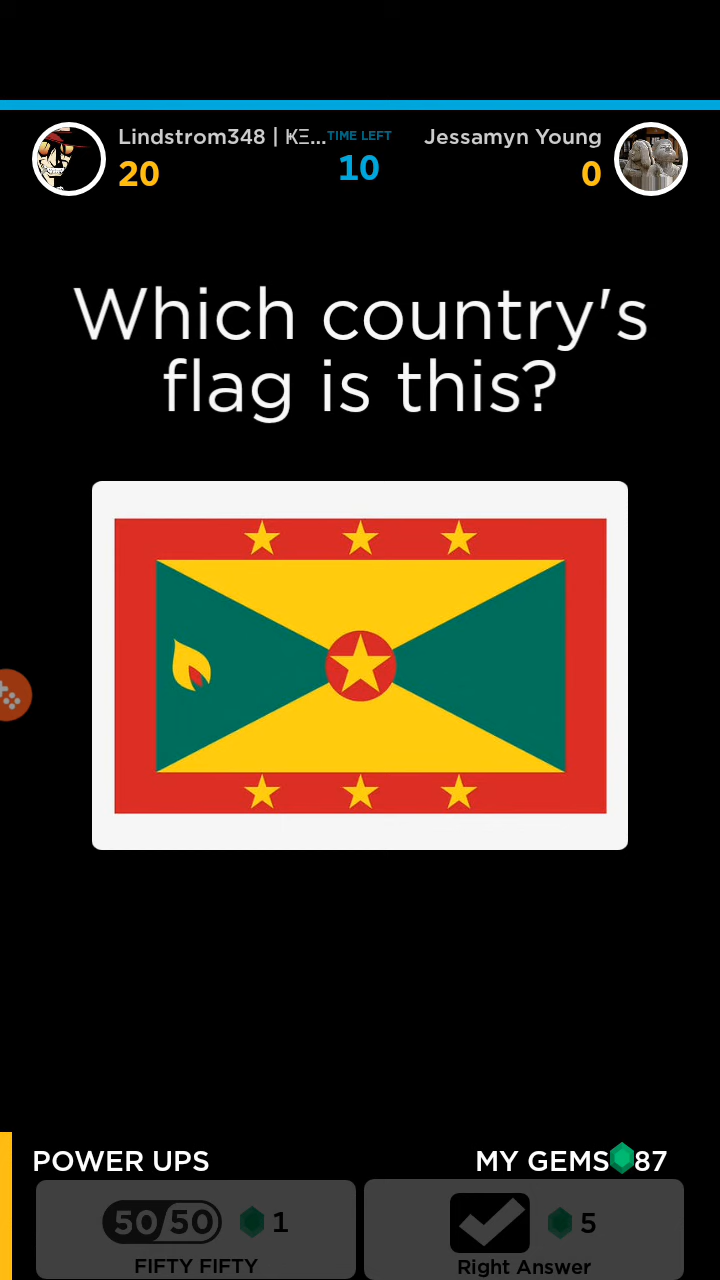 Lindstrom348 | ₭Ξ... TIME LEFT Jessamyn Young
20 10 0
Which country's
flag is this?
POWER UPS MY GEMS 87
50/50 1 5
FIFTY FIFTY Right Answer